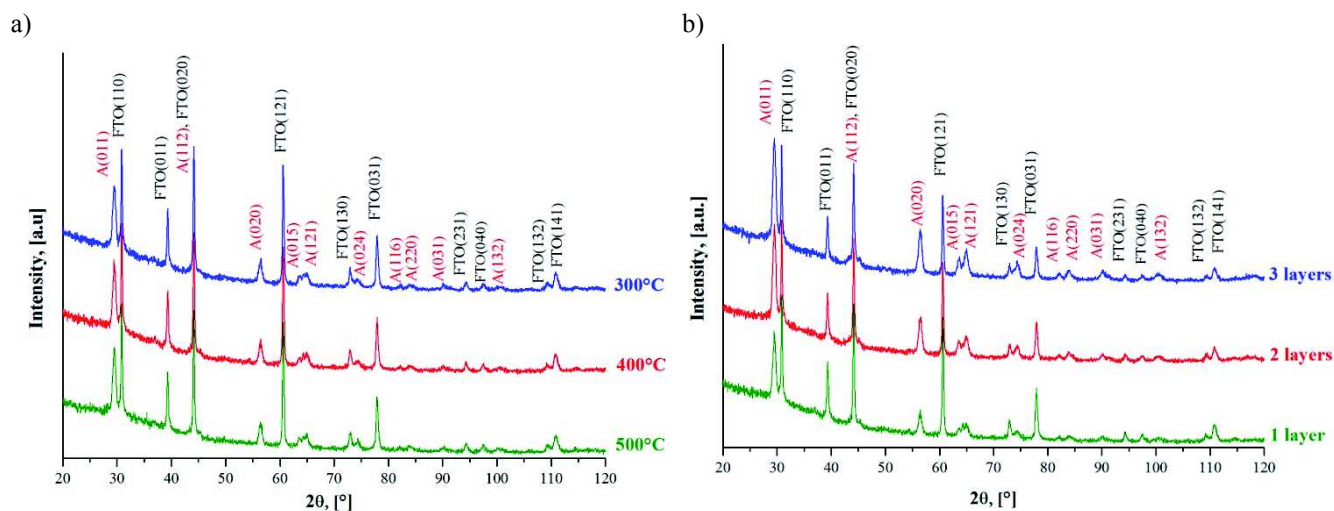 a)
Intensity, [a.u]
A(011)
FTO(110)
FTO(011)
A(112), FTO(020)
A(020)
FTO(121)
A(015)
A(121)
FTO(130)
A(024)
FTO(031)
A(116)
A(220)
A(031)
FTO(231)
FTO(040)
A(132)
FTO(132)
FTO(141)
300°C
400°C
500°C
20 30 40 50 60 70 80 90 100 110 120
2θ, [°]
b)
Intensity, [a.u.]
A(011)
FTO(110)
FTO(011)
A(112), FTO(020)
A(020)
FTO(121)
A(015)
A(121)
FTO(130)
A(024)
FTO(031)
A(116)
A(220)
A(031)
FTO(231)
FTO(040)
A(132)
FTO(132)
FTO(141)
3 layers
2 layers
1 layer
20 30 40 50 60 70 80 90 100 110 120
2θ, [°]